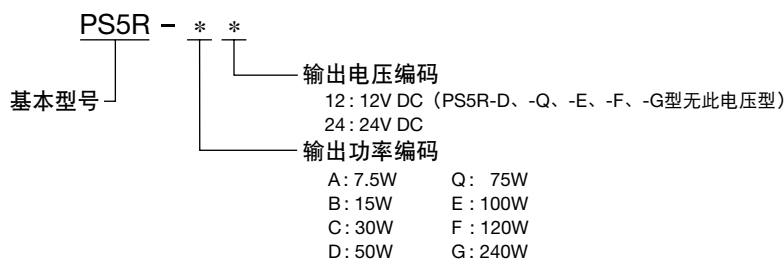 PS5R － ＊ ＊
输出电压编码
基本型号
12 : 12V DC（PS5R-D、-Q、-E、-F、-G型无此电压型）
24 : 24V DC
输出功率编码
A : 7.5W Q : 75W
B : 15W E : 100W
C : 30W F : 120W
D : 50W G : 240W